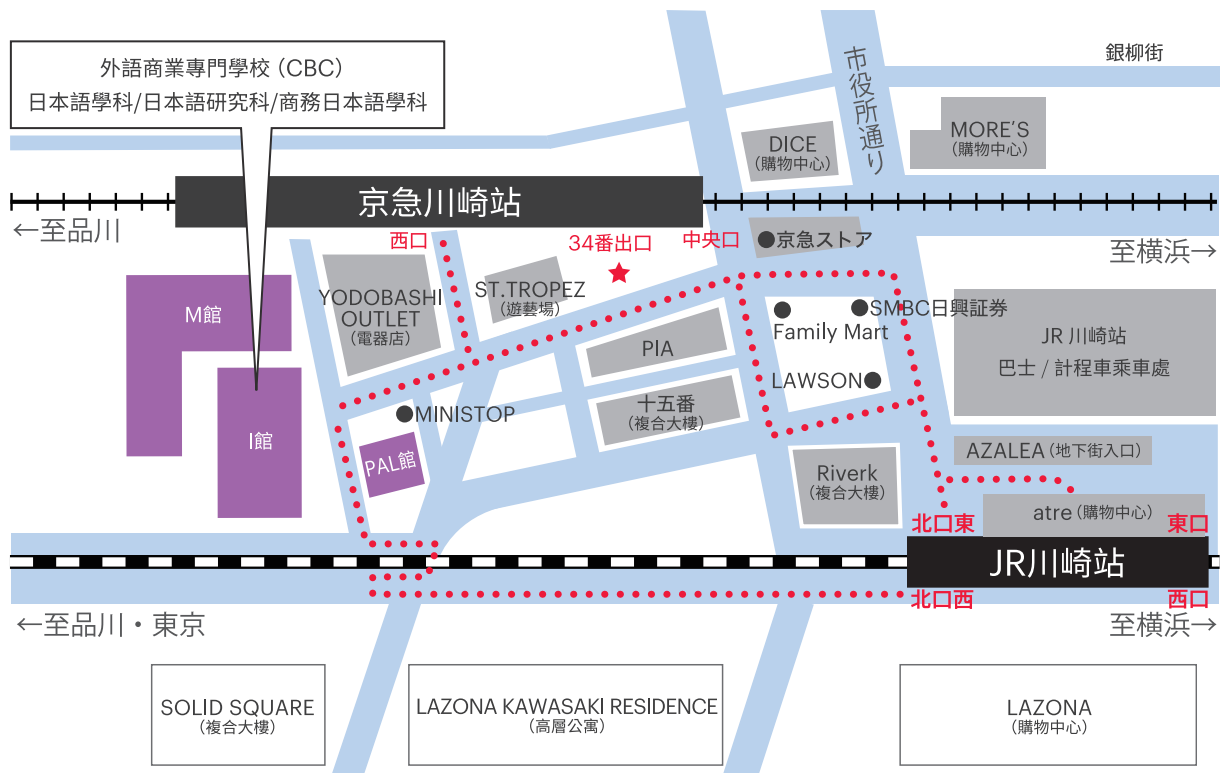 外語商業專門學校（CBC）
日本語學科/日本語研究科/商務日本語學科
銀柳街
市役所通り
DICE
（購物中心）
MORE'S
（購物中心）
京急川崎站
←至品川
至横浜→
西口
34番出口
中央口
京急ストア
M館
YODOBASHI
OUTLET
（電器店）
ST.TROPEZ
（遊藝場）
SMBC日興証券
Family Mart
JR 川崎站
巴士 / 計程車乘車處
PIA
LAWSON
MINISTOP
十五番
（複合大樓）
I館
PAL館
AZALEA（地下街入口）
Riverk
（複合大樓）
atre（購物中心）
北口東
東口
JR川崎站
北口西
西口
←至品川・東京
至横浜→
SOLID SQUARE
（複合大樓）
LAZONA KAWASAKI RESIDENCE
（高層公寓）
LAZONA
（購物中心）